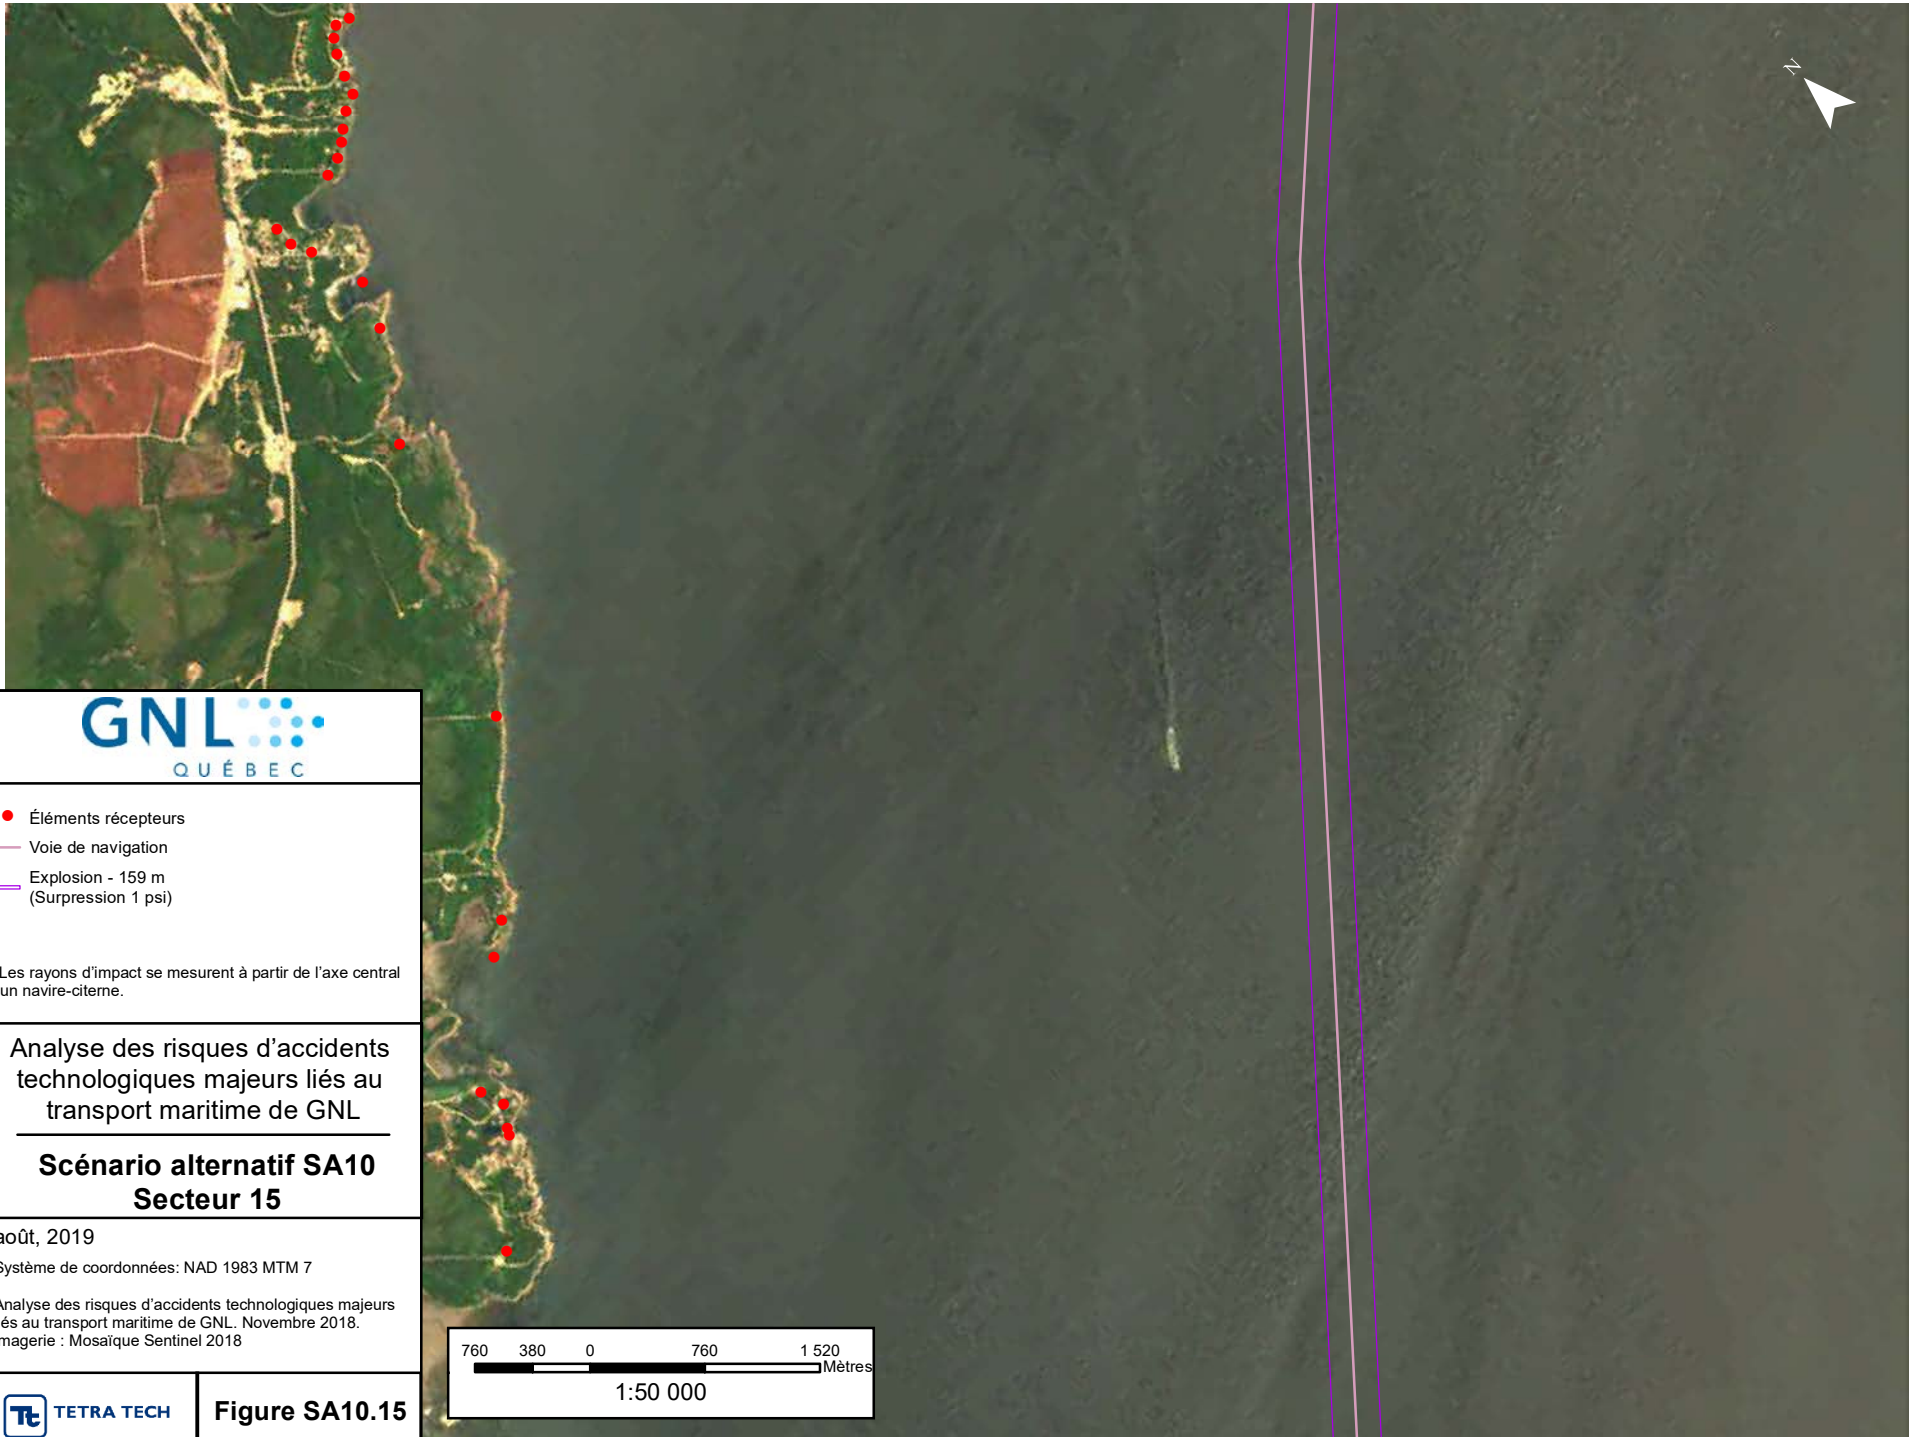 N
GNL
QUÉBEC
Éléments récepteurs
Voie de navigation
Explosion - 159 m
(Surpression 1 psi)
Les rayons d'impact se mesurent à partir de l'axe central
un navire-citerne.
Analyse des risques d'accidents
technologiques majeurs liés au
transport maritime de GNL
Scénario alternatif SA10
Secteur 15
août, 2019
Système de coordonnées: NAD 1983 MTM 7
Analyse des risques d'accidents technologiques majeurs
iés au transport maritime de GNL. Novembre 2018.
magerie : Mosaïque Sentinel 2018
760 380 0 760 1 520
Mètres
1:50 000
Tt TETRA TECH
Figure SA10.15